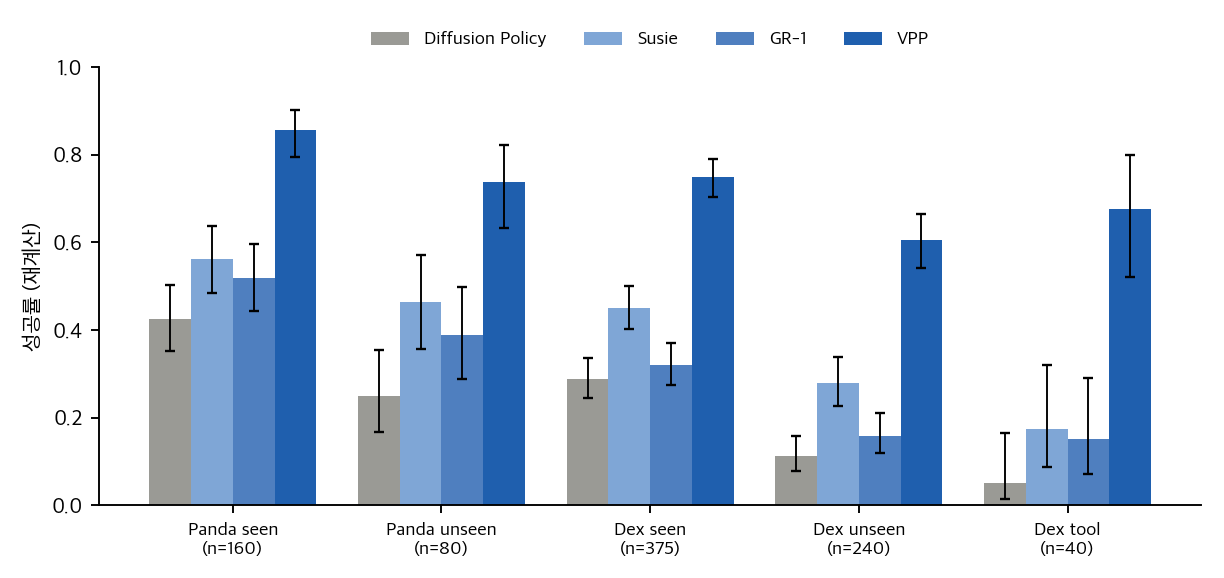 Diffusion Policy Susie GR-1 VPP
1.0
0.8
0.6
0.4
0.2
0.0
성공률 (재계산)
Panda seen
(n=160)
Panda unseen
(n=80)
Dex seen
(n=375)
Dex unseen
(n=240)
Dex tool
(n=40)